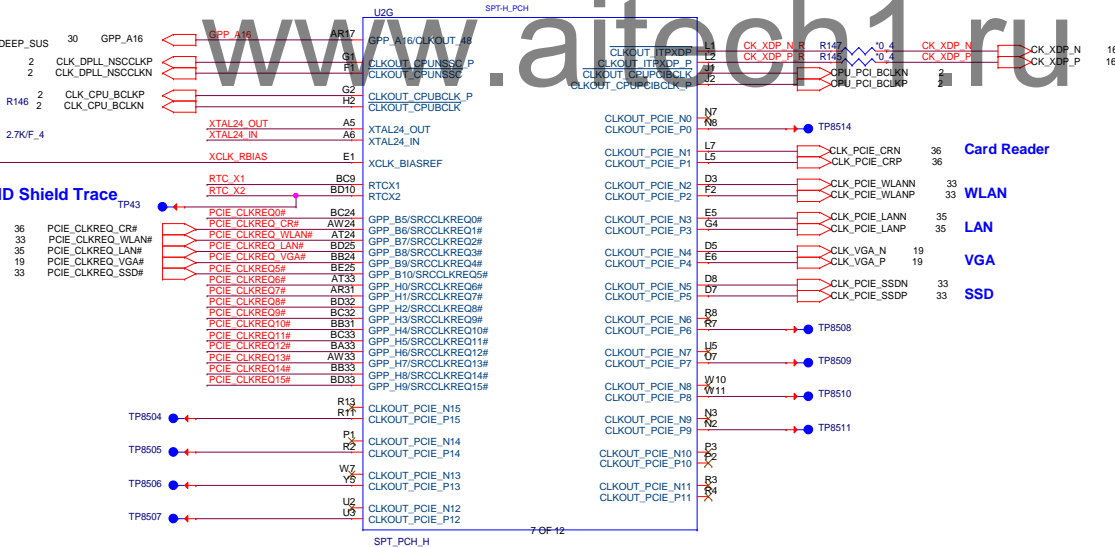 www.aitech1.ru
U2G
SPT-H_PCH
DEEP_SUS 30 GPP_A16 GPP_A16 AR17 GPP_A16/CLKOUT_48
2 CLK_DPLL_NSCCLKP G1 CLKOUT_CPUNSSC_P
2 CLK_DPLL_NSCCLKN F1 CLKOUT_CPUNSSC
2 CLK_CPU_BCLKP G2 CLKOUT_CPUBCLK_P
R146 2 CLK_CPU_BCLKN H2 CLKOUT_CPUBCLK
2.7K/F_4
XTAL24_OUT A5 XTAL24_OUT
XTAL24_IN A6 XTAL24_IN
XCLK_RBIAS E1 XCLK_BIASREF
RTC_X1 BC9 RTCX1
RTC_X2 BD10 RTCX2
ID Shield Trace TP43
PCIE_CLKREQ0# BC24 GPP_B5/SRCCLKREQ0#
36 PCIE_CLKREQ_CR# PCIE_CLKREQ_CR# AW24 GPP_B6/SRCCLKREQ1#
33 PCIE_CLKREQ_WLAN# PCIE_CLKREQ_WLAN# AT24 GPP_B7/SRCCLKREQ2#
35 PCIE_CLKREQ_LAN# PCIE_CLKREQ_LAN# BD25 GPP_B8/SRCCLKREQ3#
19 PCIE_CLKREQ_VGA# PCIE_CLKREQ_VGA# BB24 GPP_B9/SRCCLKREQ4#
33 PCIE_CLKREQ_SSD# PCIE_CLKREQ5# BE25 GPP_B10/SRCCLKREQ5#
PCIE_CLKREQ6# AT33 GPP_H0/SRCCLKREQ6#
PCIE_CLKREQ7# AR31 GPP_H1/SRCCLKREQ7#
PCIE_CLKREQ8# BD32 GPP_H2/SRCCLKREQ8#
PCIE_CLKREQ9# BC32 GPP_H3/SRCCLKREQ9#
PCIE_CLKREQ10# BB31 GPP_H4/SRCCLKREQ10#
PCIE_CLKREQ11# BC33 GPP_H5/SRCCLKREQ11#
PCIE_CLKREQ12# BA33 GPP_H6/SRCCLKREQ12#
PCIE_CLKREQ13# AW33 GPP_H7/SRCCLKREQ13#
PCIE_CLKREQ14# BB33 GPP_H8/SRCCLKREQ14#
PCIE_CLKREQ15# BD33 GPP_H9/SRCCLKREQ15#
R13 CLKOUT_PCIE_N15
TP8504 R11 CLKOUT_PCIE_P15
P1 CLKOUT_PCIE_N14
TP8505 R2 CLKOUT_PCIE_P14
W7 CLKOUT_PCIE_N13
TP8506 Y5 CLKOUT_PCIE_P13
U2 CLKOUT_PCIE_N12
TP8507 U3 CLKOUT_PCIE_P12
CLKOUT_ITPXDP L1 CK_XDP_N_R R147 *0_4 CK_XDP_N CK_XDP_N 16
CLKOUT_ITPXDP_P L2 CK_XDP_P_R R145 *0_4 CK_XDP_P CK_XDP_P 16
CLKOUT_CPUPCIBCLK J1 CPU_PCI_BCLKN 2
CLKOUT_CPUPCIBCLK_P J2 CPU_PCI_BCLKP 2
CLKOUT_PCIE_N0 N7
CLKOUT_PCIE_P0 N8 TP8514
CLKOUT_PCIE_N1 L7 CLK_PCIE_CRN 36 Card Reader
CLKOUT_PCIE_P1 L5 CLK_PCIE_CRP 36
CLKOUT_PCIE_N2 D3 CLK_PCIE_WLANN 33
CLKOUT_PCIE_P2 F2 CLK_PCIE_WLANP 33 WLAN
CLKOUT_PCIE_N3 E5 CLK_PCIE_LANN 35
CLKOUT_PCIE_P3 G4 CLK_PCIE_LANP 35 LAN
CLKOUT_PCIE_N4 D5 CLK_VGA_N 19
CLKOUT_PCIE_P4 E6 CLK_VGA_P 19 VGA
CLKOUT_PCIE_N5 D8 CLK_PCIE_SSDN 33
CLKOUT_PCIE_P5 D7 CLK_PCIE_SSDP 33 SSD
CLKOUT_PCIE_N6 R8
CLKOUT_PCIE_P6 R7 TP8508
CLKOUT_PCIE_N7 U5
CLKOUT_PCIE_P7 U7 TP8509
CLKOUT_PCIE_N8 W10
CLKOUT_PCIE_P8 W11 TP8510
CLKOUT_PCIE_N9 N3
CLKOUT_PCIE_P9 N2 TP8511
CLKOUT_PCIE_N10 P3
CLKOUT_PCIE_P10 P2
CLKOUT_PCIE_N11 R3
CLKOUT_PCIE_P11 R4
7 OF 12
SPT_PCH_H